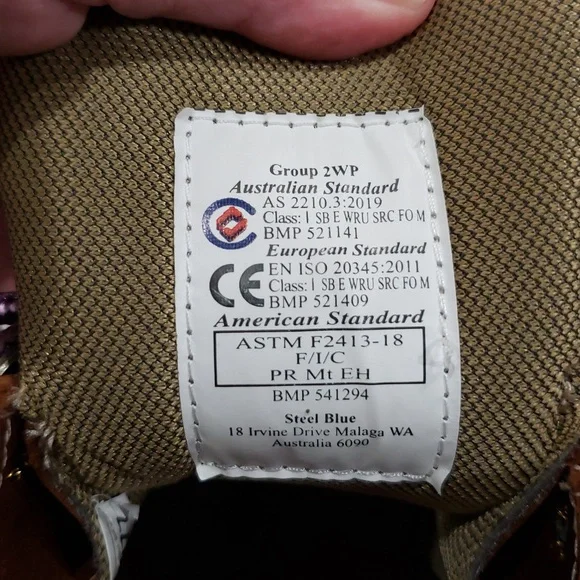 Group 2WP
Australian Standard
AS 2210.3:2019
Class: I SB E WRU SRC FO M
BMP 521141
European Standard
CE EN ISO 20345:2011
Class: I SB E WRU SRC FO M
BMP 521409
American Standard
ASTM F2413-18
F/I/C
PR Mt EH
BMP 541294
Steel Blue
18 Irvine Drive Malaga WA
Australia 6090